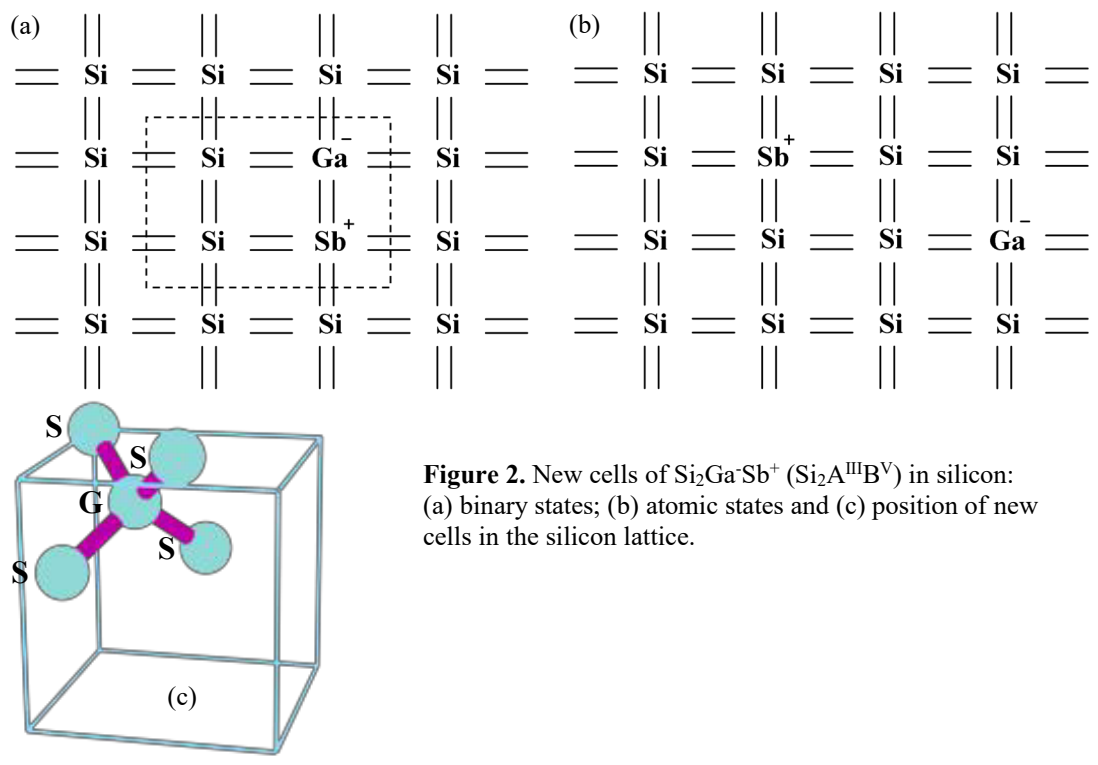 (a)
Si Si Si Si
Si Si Ga⁻ Si
Si Si Sb⁺ Si
Si Si Si Si
(b)
Si Si Si Si
Si Sb⁺ Si Si
Si Si Si Ga⁻
Si Si Si Si
S
S
G
S
S
(c)
Figure 2. New cells of Si₂Ga⁻Sb⁺ (Si₂AᴵᴵᴵBⱽ) in silicon:
(a) binary states; (b) atomic states and (c) position of new
cells in the silicon lattice.